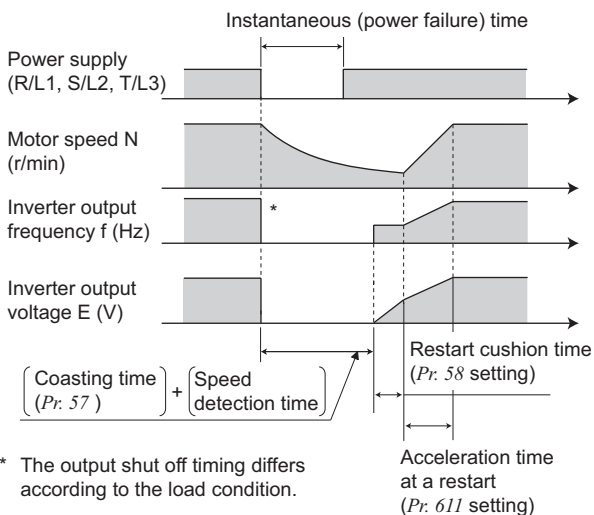 Instantaneous (power failure) time
Power supply
(R/L1, S/L2, T/L3)
Motor speed N
(r/min)
Inverter output
frequency f (Hz)
*
Inverter output
voltage E (V)
Coasting time
(Pr. 57 )
+
Speed
detection time
Restart cushion time
(Pr. 58 setting)
Acceleration time
at a restart
(Pr. 611 setting)
* The output shut off timing differs
according to the load condition.